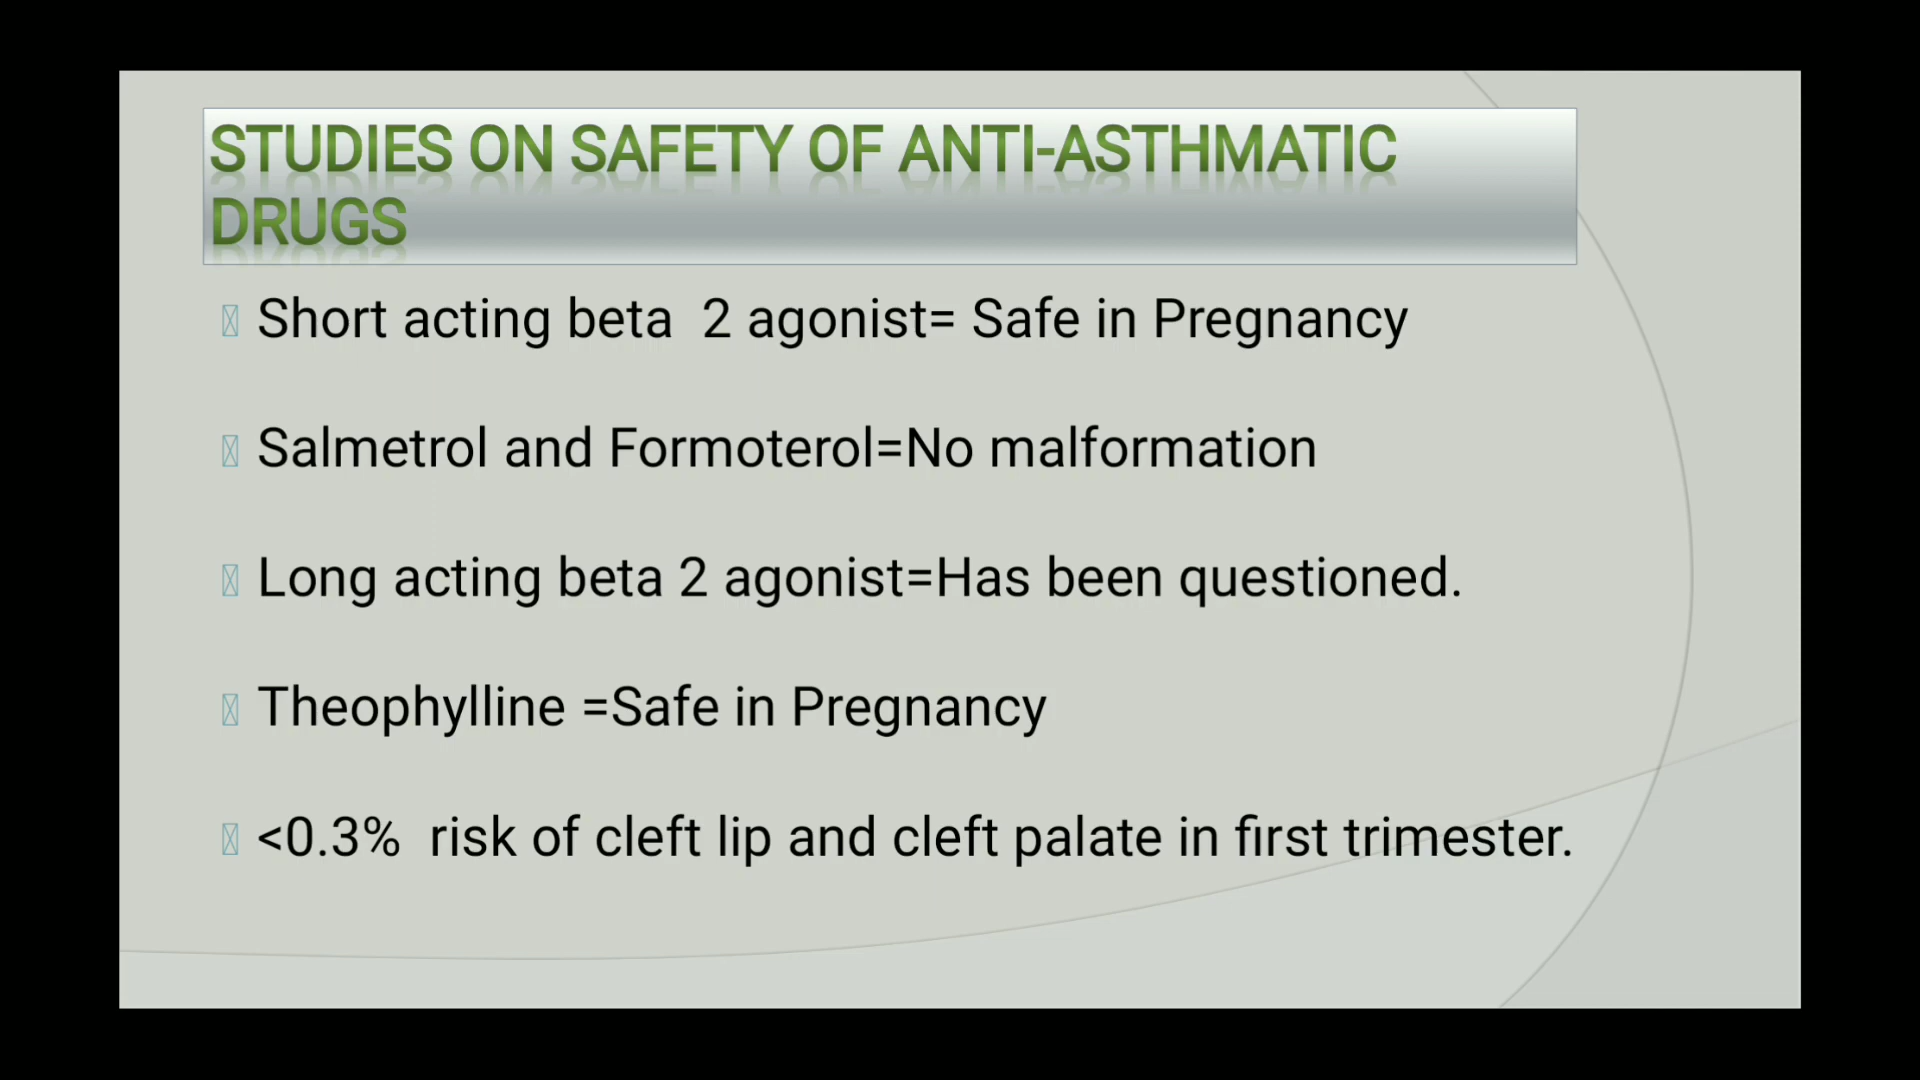 STUDIES ON SAFETY OF ANTI-ASTHMATIC
DRUGS
Short acting beta  2 agonist= Safe in Pregnancy
Salmetrol and Formoterol=No malformation
Long acting beta 2 agonist=Has been questioned.
Theophylline =Safe in Pregnancy
<0.3%  risk of cleft lip and cleft palate in first trimester.